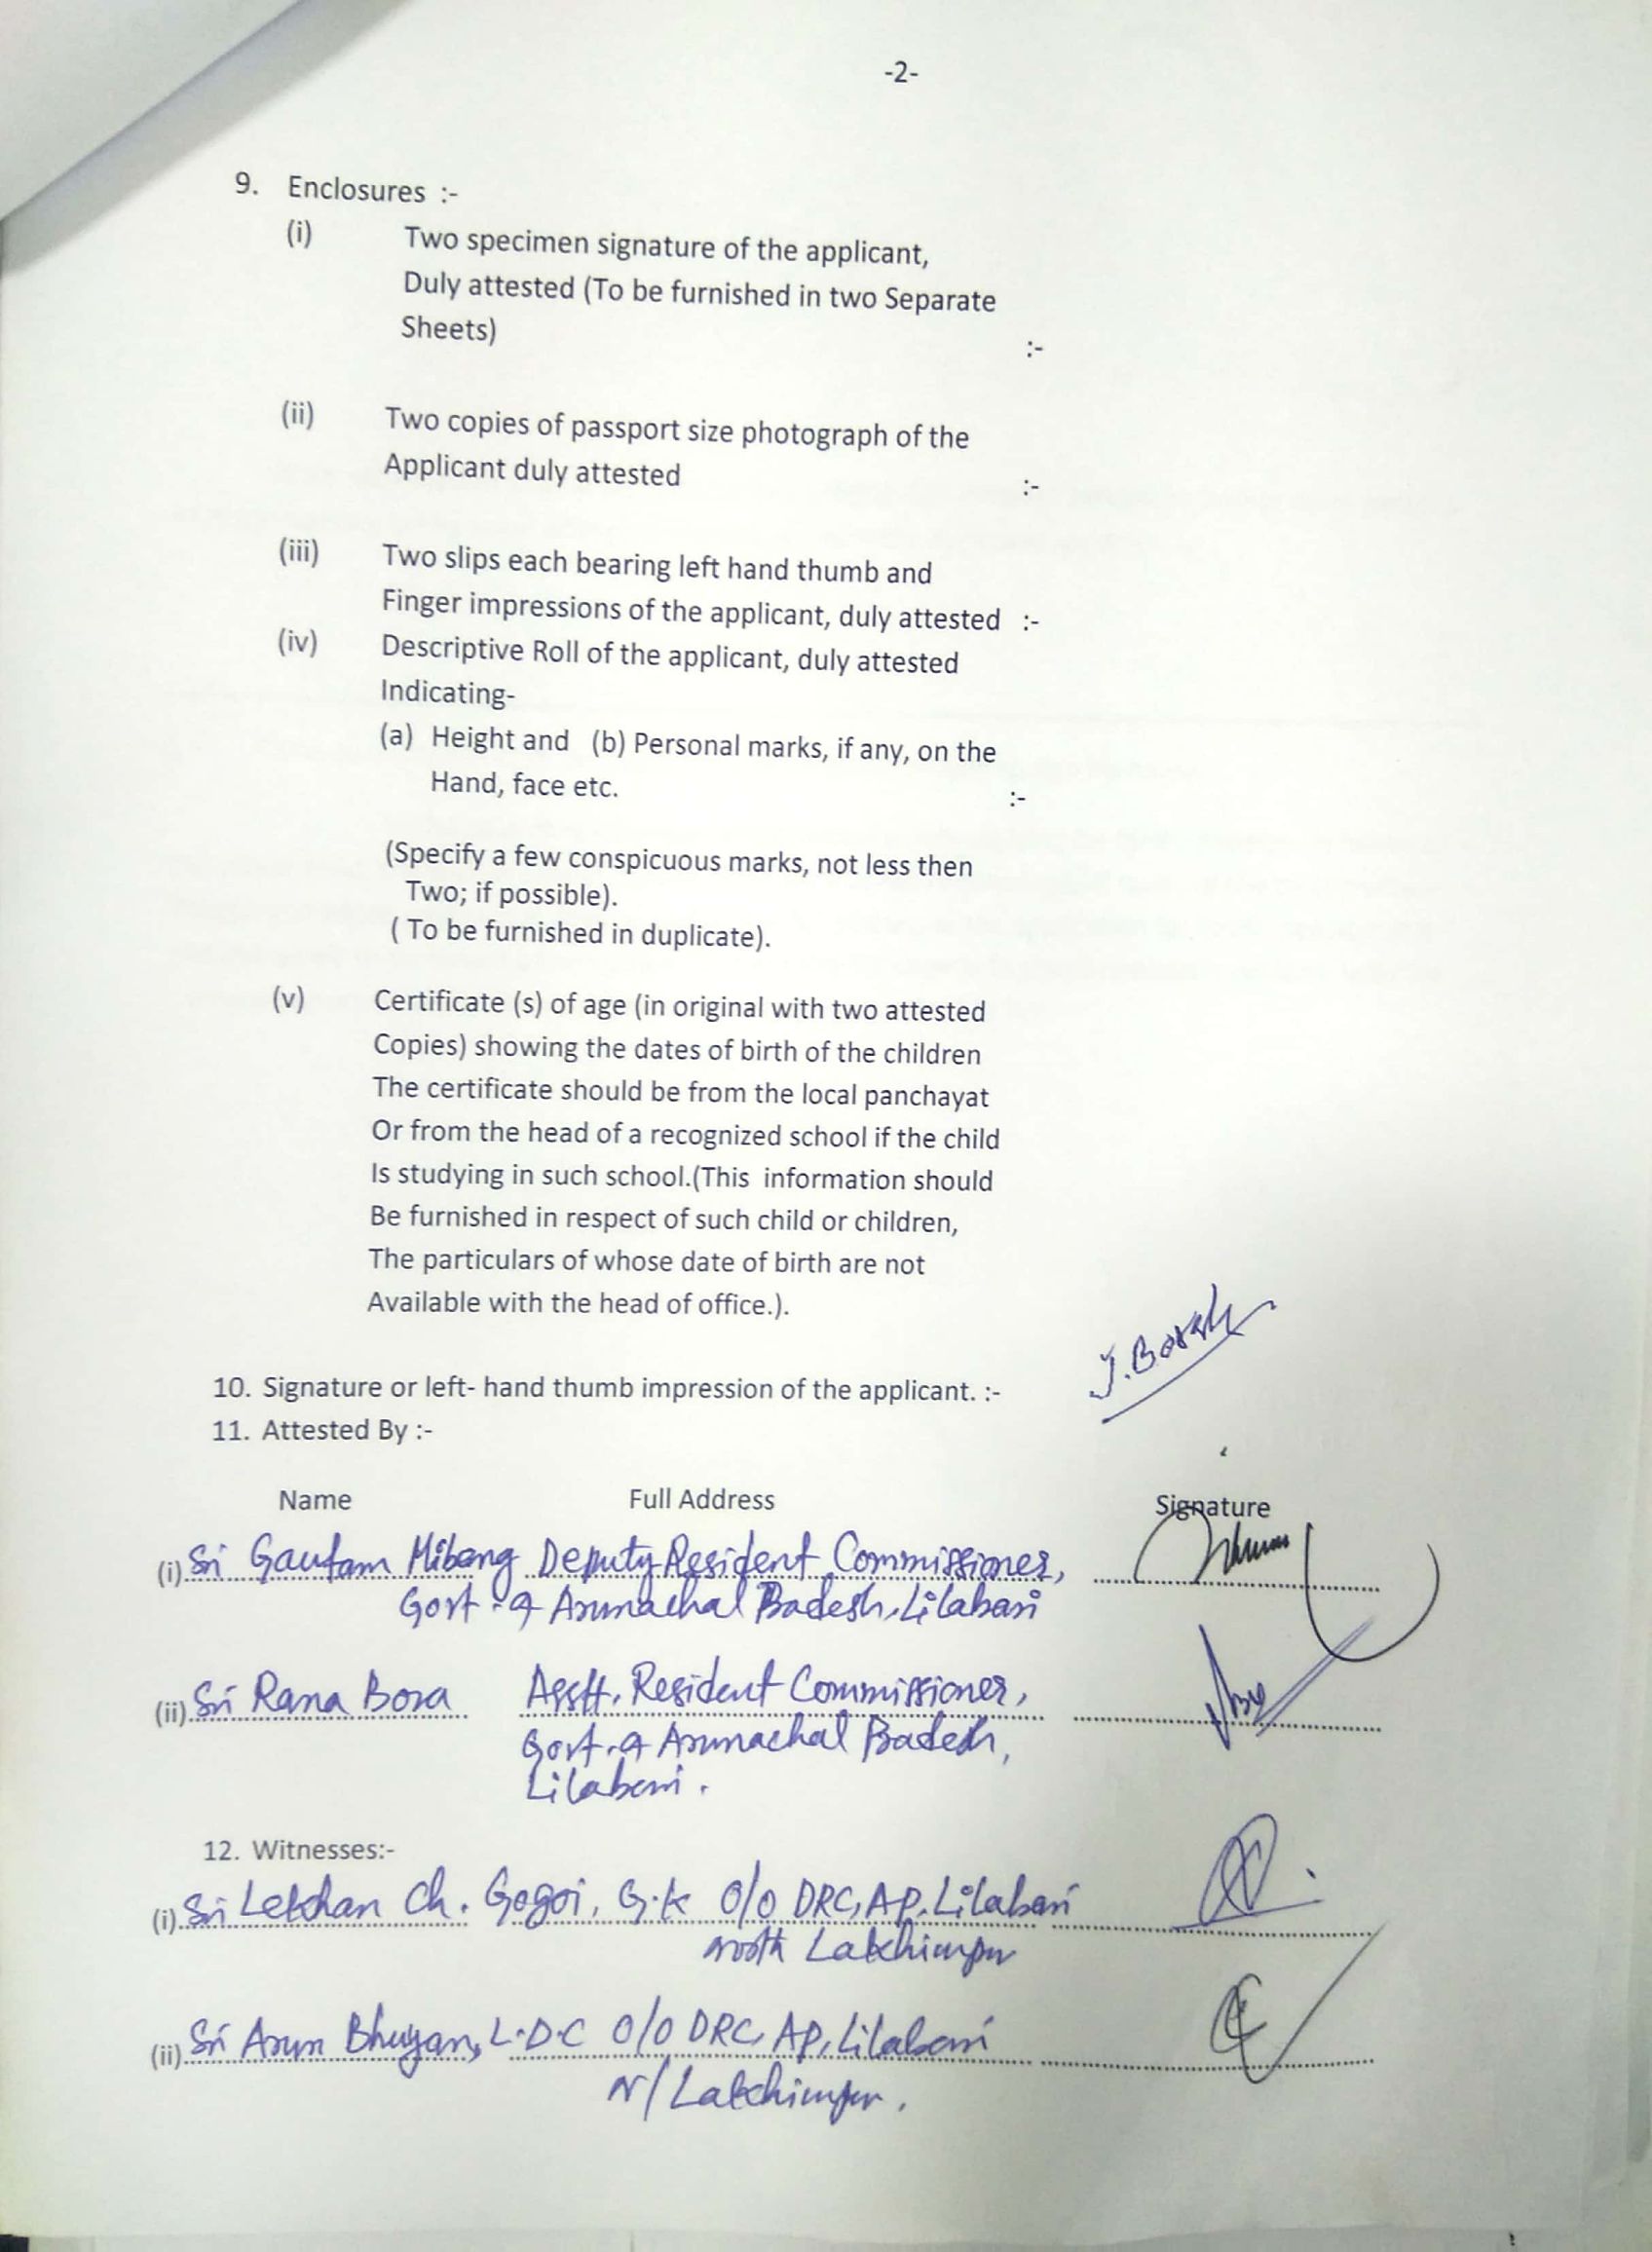 -2-
9. Enclosures :-
(i) Two specimen signature of the applicant,
Duly attested (To be furnished in two Separate
Sheets) :-
(ii) Two copies of passport size photograph of the
Applicant duly attested :-
(iii) Two slips each bearing left hand thumb and
Finger impressions of the applicant, duly attested :-
(iv) Descriptive Roll of the applicant, duly attested
Indicating-
(a) Height and (b) Personal marks, if any, on the
Hand, face etc. :-
(Specify a few conspicuous marks, not less then
Two; if possible).
( To be furnished in duplicate).
(v) Certificate (s) of age (in original with two attested
Copies) showing the dates of birth of the children
The certificate should be from the local panchayat
Or from the head of a recognized school if the child
Is studying in such school.(This information should
Be furnished in respect of such child or children,
The particulars of whose date of birth are not
Available with the head of office.).
J. Borah
10. Signature or left- hand thumb impression of the applicant. :-
11. Attested By :-
Name Full Address Signature
(i) Sri Gautam Mibang Deputy Resident Commissioner,
Govt. of Arunachal Pradesh, Lilabari
(ii) Sri Rana Bora Asstt. Resident Commissioner,
Govt. of Arunachal Pradesh,
Lilabari.
12. Witnesses:-
(i) Sri Lekhan Ch. Gogoi, G.K O/O DRC, AP, Lilabari
North Lakhimpur
(ii) Sri Arun Bhuyan, L.D.C O/O DRC, AP, Lilabari
N/ Lakhimpur.